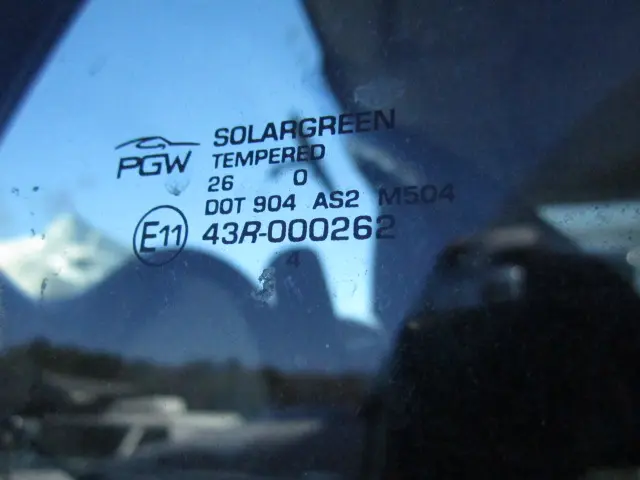 PGW
SOLARGREEN
TEMPERED
26 0
DOT 904 AS2 M504
E11 43R-000262
4